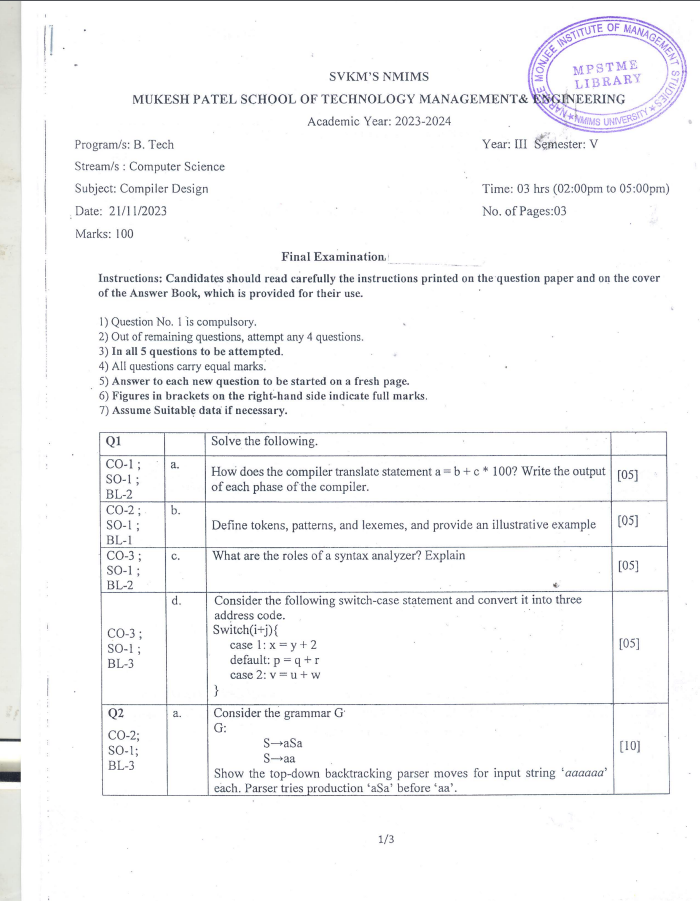 NARSEE MONJEE INSTITUTE OF MANAGEMENT STUDIES
MPSTME
LIBRARY
NMIMS UNIVERSITY
SVKM'S NMIMS
MUKESH PATEL SCHOOL OF TECHNOLOGY MANAGEMENT& ENGINEERING
Academic Year: 2023-2024
Program/s: B. Tech Year: III Semester: V
Stream/s : Computer Science
Subject: Compiler Design Time: 03 hrs (02:00pm to 05:00pm)
Date: 21/11/2023 No. of Pages:03
Marks: 100
Final Examination
Instructions: Candidates should read carefully the instructions printed on the question paper and on the cover
of the Answer Book, which is provided for their use.
1) Question No. 1 is compulsory.
2) Out of remaining questions, attempt any 4 questions.
3) In all 5 questions to be attempted.
4) All questions carry equal marks.
5) Answer to each new question to be started on a fresh page.
6) Figures in brackets on the right-hand side indicate full marks.
7) Assume Suitable data if necessary.
Q1 Solve the following.
CO-1 ;
SO-1 ;
BL-2
a.
How does the compiler translate statement a = b + c * 100? Write the output
of each phase of the compiler.
[05]
CO-2 ;
SO-1 ;
BL-1
b.
Define tokens, patterns, and lexemes, and provide an illustrative example
[05]
CO-3 ;
SO-1 ;
BL-2
c.
What are the roles of a syntax analyzer? Explain
[05]
CO-3 ;
SO-1 ;
BL-3
d.
Consider the following switch-case statement and convert it into three
address code.
Switch(i+j){
case 1: x = y + 2
default: p = q + r
case 2: v = u + w
}
[05]
Q2
CO-2;
SO-1;
BL-3
a.
Consider the grammar G
G:
S→aSa
S→aa
Show the top-down backtracking parser moves for input string ‘aaaaaa’
each. Parser tries production ‘aSa’ before ‘aa’.
[10]
1/3